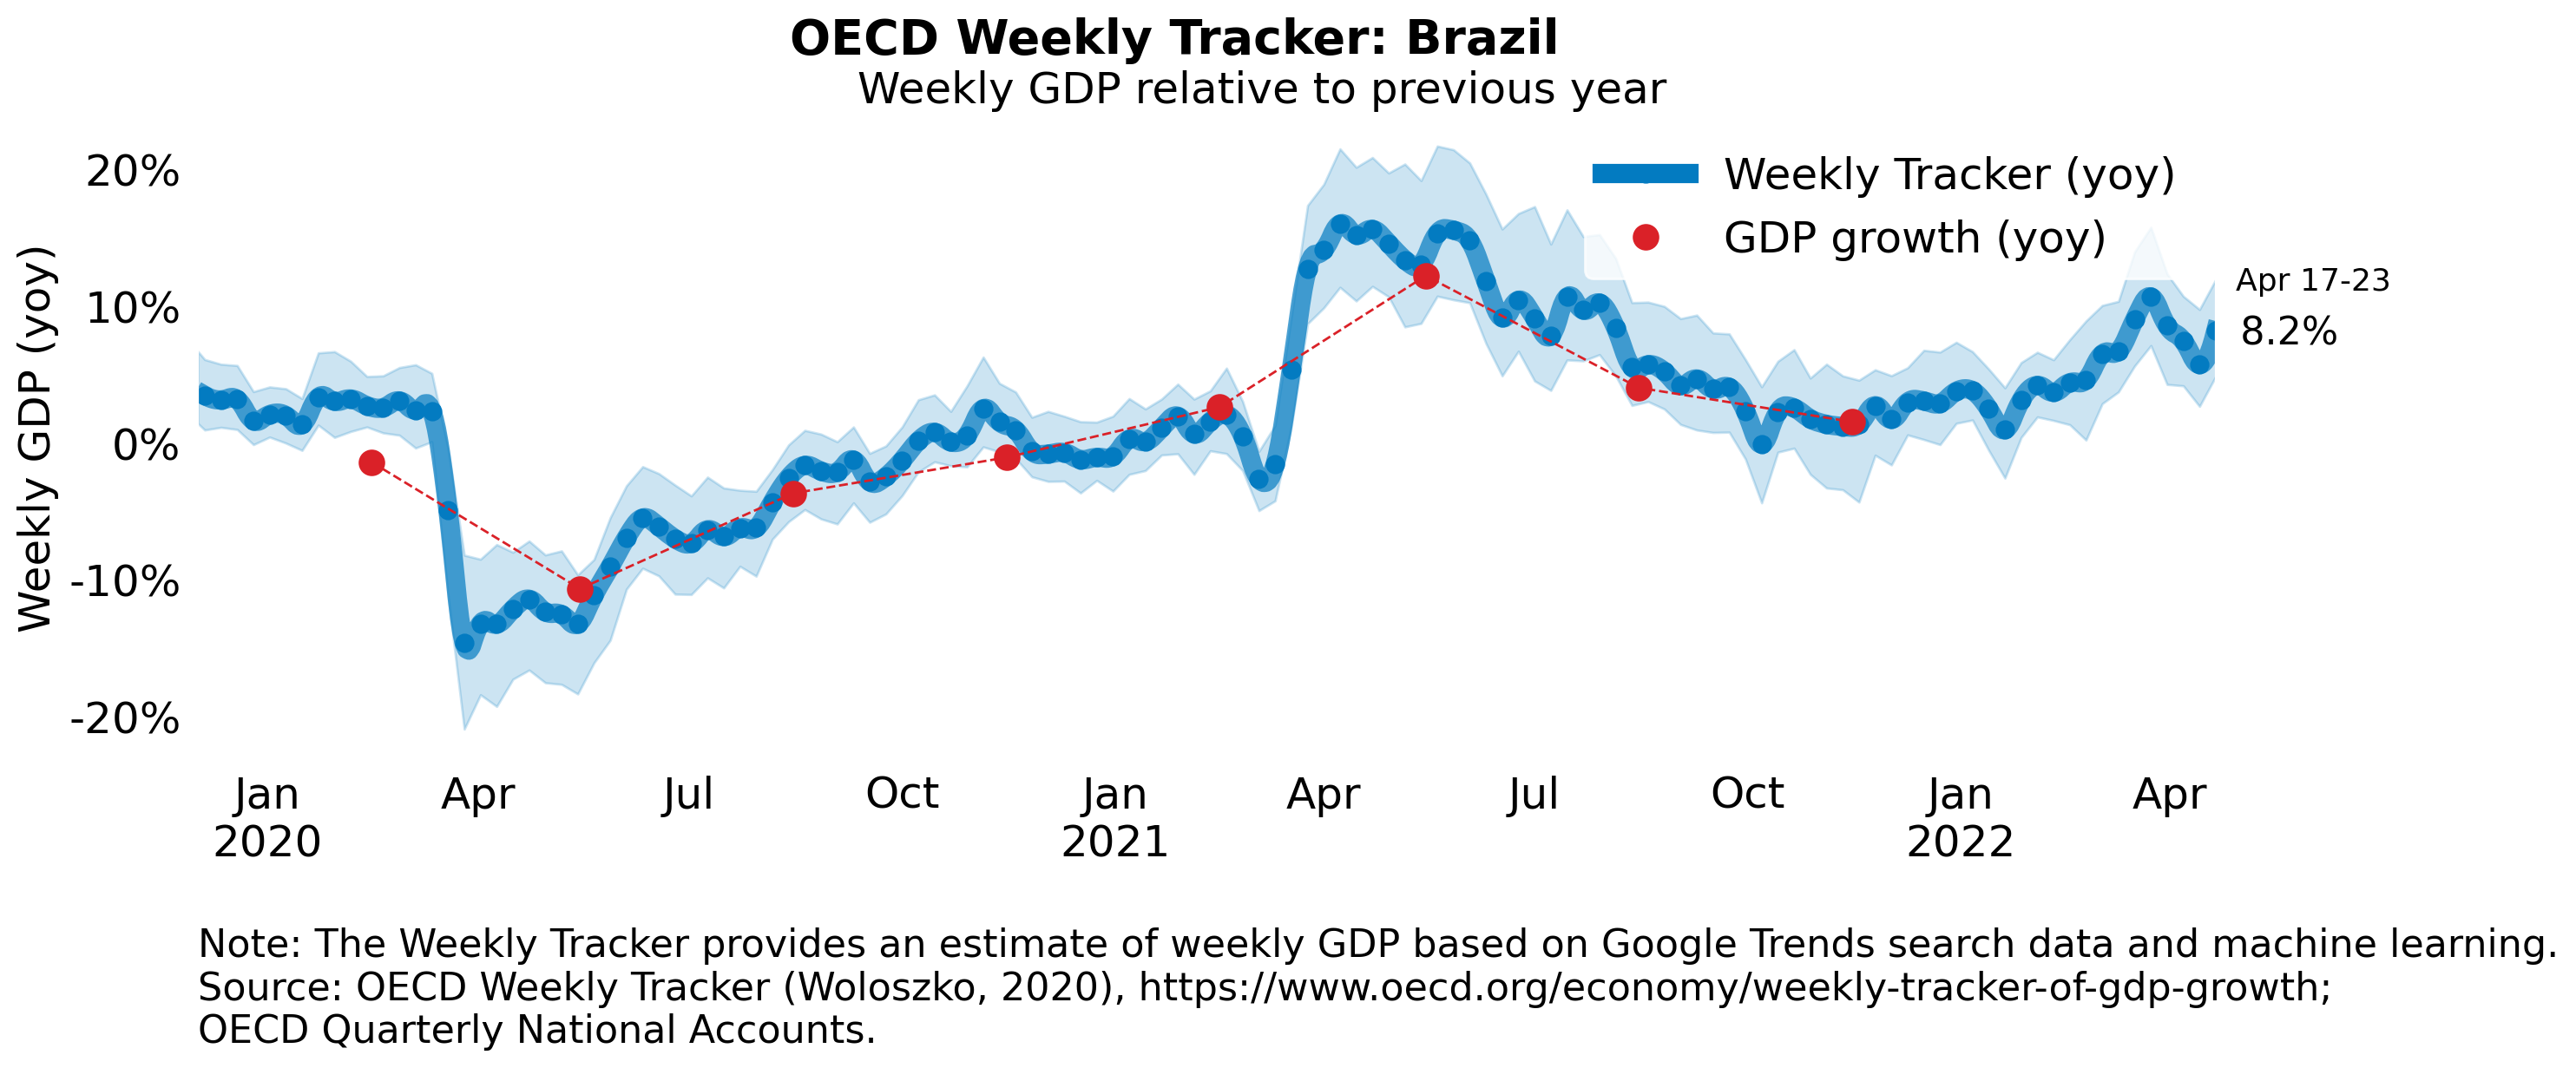 OECD Weekly Tracker: Brazil
Weekly GDP relative to previous year
Weekly GDP (yoy)
20%
10%
0%
-10%
-20%
Weekly Tracker (yoy)
GDP growth (yoy)
Apr 17-23
8.2%
Jan Apr Jul Oct Jan Apr Jul Oct Jan Apr
2020 2021 2022
Note: The Weekly Tracker provides an estimate of weekly GDP based on Google Trends search data and machine learning.
Source: OECD Weekly Tracker (Woloszko, 2020), https://www.oecd.org/economy/weekly-tracker-of-gdp-growth;
OECD Quarterly National Accounts.